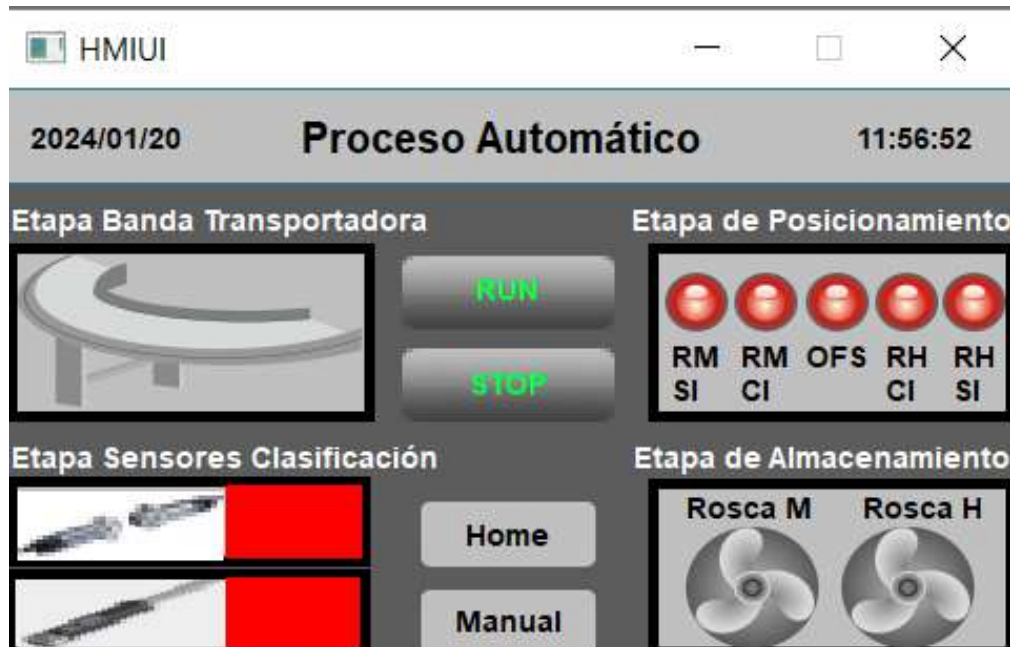 HMIUI
2024/01/20 Proceso Automático 11:56:52
Etapa Banda Transportadora
RUN
STOP
Etapa de Posicionamiento
RM RM OFS RH RH
SI CI CI SI
Etapa Sensores Clasificación
Home
Manual
Etapa de Almacenamiento
Rosca M Rosca H